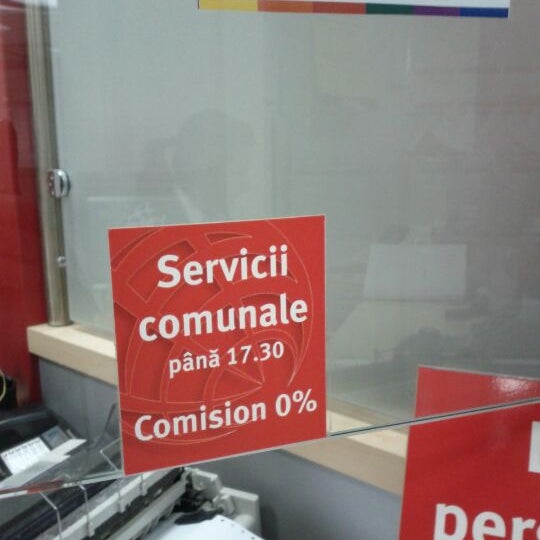 Servicii
comunale
până 17.30
Comision 0%